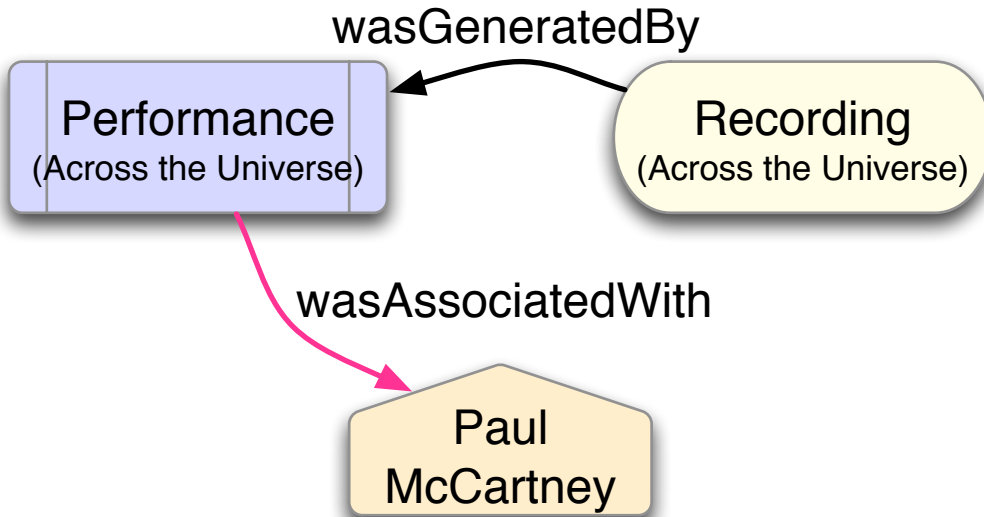 wasGeneratedBy
Performance
(Across the Universe)
Recording
(Across the Universe)
wasAssociatedWith
Paul
McCartney